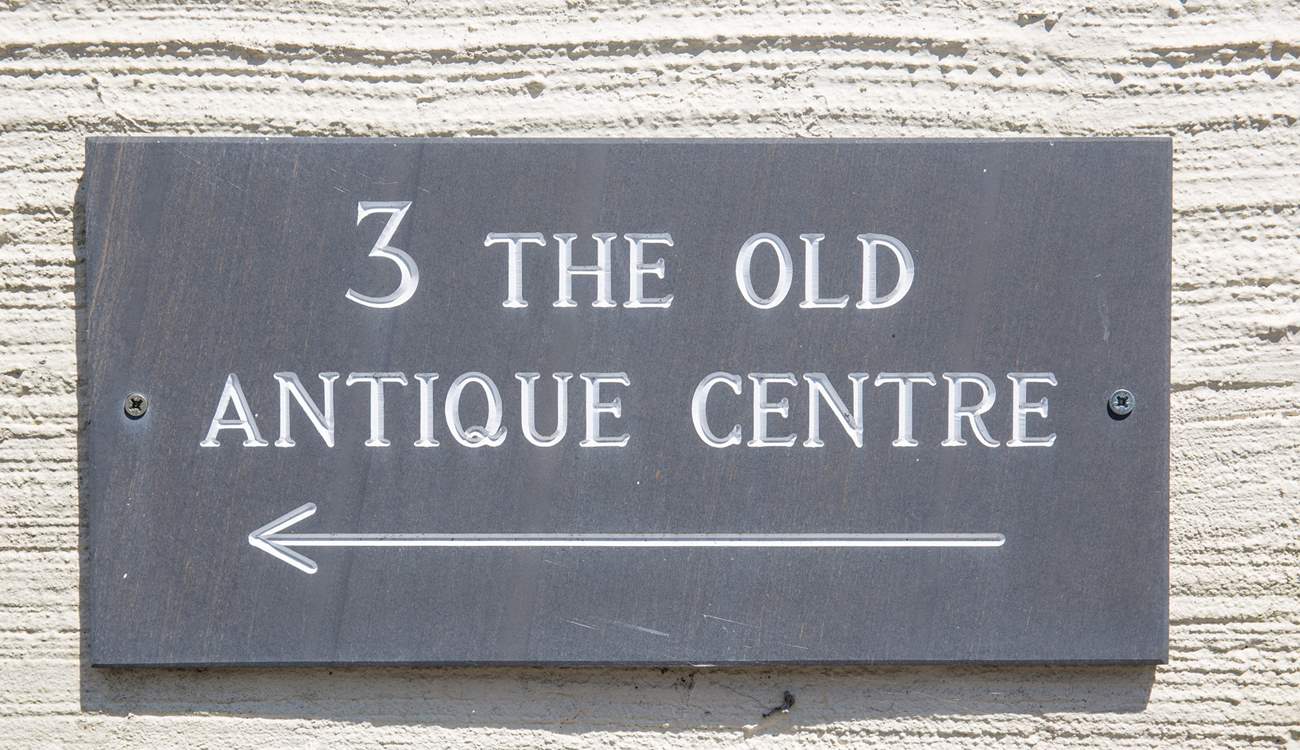 3 THE OLD
ANTIQUE CENTRE